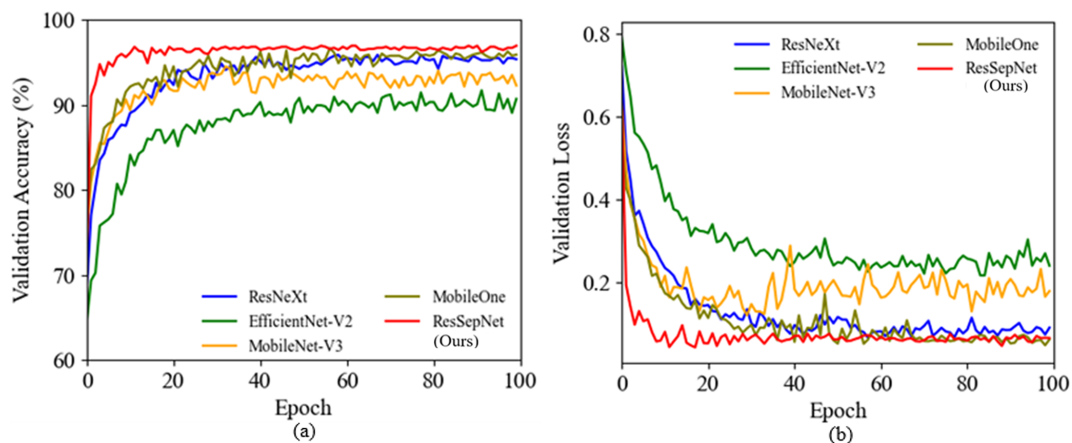 100
90
80
70
60
Validation Accuracy (%)
ResNeXt
EfficientNet-V2
MobileNet-V3
MobileOne
ResSepNet
(Ours)
0 20 40 60 80 100
Epoch
(a)
0.8
0.6
0.4
0.2
Validation Loss
ResNeXt
EfficientNet-V2
MobileNet-V3
MobileOne
ResSepNet
(Ours)
0 20 40 60 80 100
Epoch
(b)